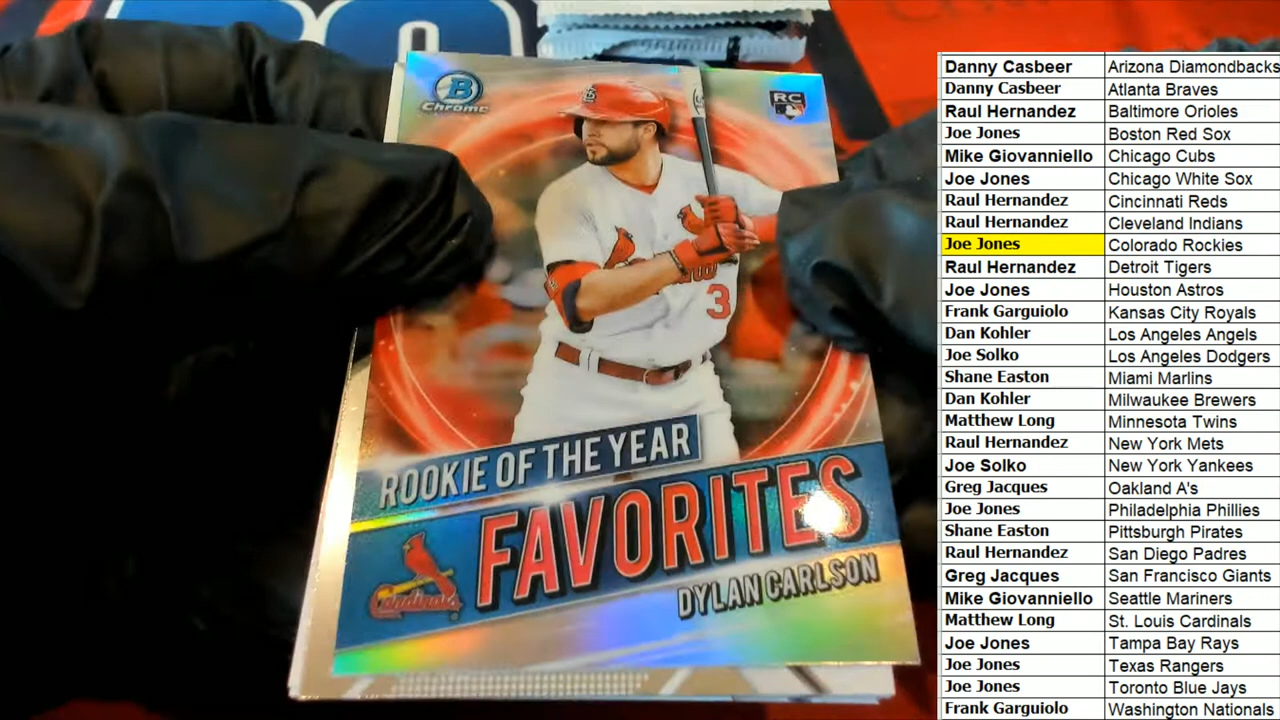 B
Chrome
RC
3
ROOKIE OF THE YEAR
FAVORITES
Cardinals
DYLAN CARLSON
Danny Casbeer Arizona Diamondbacks
Danny Casbeer Atlanta Braves
Raul Hernandez Baltimore Orioles
Joe Jones Boston Red Sox
Mike Giovanniello Chicago Cubs
Joe Jones Chicago White Sox
Raul Hernandez Cincinnati Reds
Raul Hernandez Cleveland Indians
Joe Jones Colorado Rockies
Raul Hernandez Detroit Tigers
Joe Jones Houston Astros
Frank Garguiolo Kansas City Royals
Dan Kohler Los Angeles Angels
Joe Solko Los Angeles Dodgers
Shane Easton Miami Marlins
Dan Kohler Milwaukee Brewers
Matthew Long Minnesota Twins
Raul Hernandez New York Mets
Joe Solko New York Yankees
Greg Jacques Oakland A's
Joe Jones Philadelphia Phillies
Shane Easton Pittsburgh Pirates
Raul Hernandez San Diego Padres
Greg Jacques San Francisco Giants
Mike Giovanniello Seattle Mariners
Matthew Long St. Louis Cardinals
Joe Jones Tampa Bay Rays
Joe Jones Texas Rangers
Joe Jones Toronto Blue Jays
Frank Garguiolo Washington Nationals